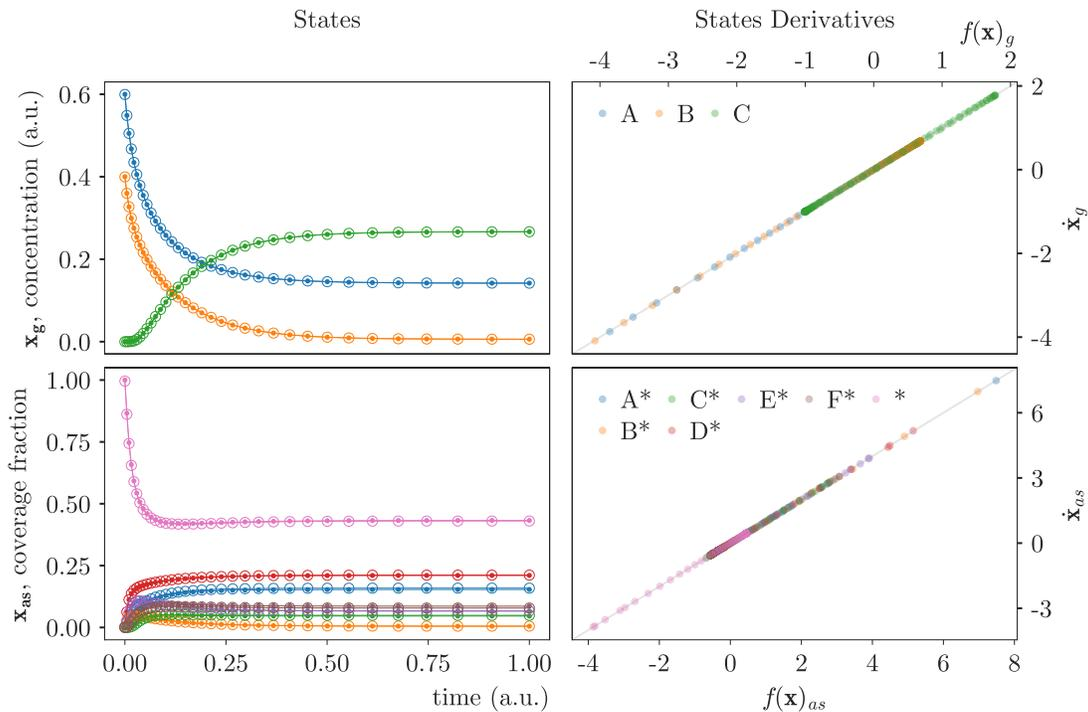 States
States Derivatives
f(x)g
-4 -3 -2 -1 0 1 2
0.6
0.4
0.2
0.0
xg, concentration (a.u.)
A B C
2
0
-2
-4
ẋg
1.00
0.75
0.50
0.25
0.00
xas, coverage fraction
0.00 0.25 0.50 0.75 1.00
time (a.u.)
A* C* E* F* *
B* D*
6
3
0
-3
ẋas
-4 -2 0 2 4 6 8
f(x)as